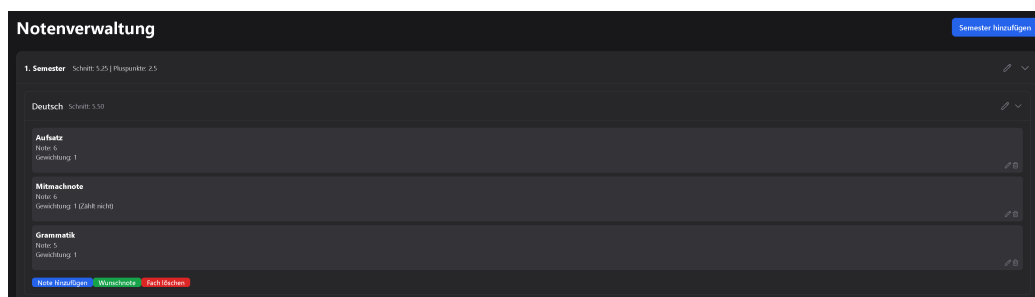 Notenverwaltung
Semester hinzufügen
1. Semester Schnitt: 5.25 | Pluspunkte: 2.5
Deutsch Schnitt: 5.50
Aufsatz
Note: 6
Gewichtung: 1
Mitmachnote
Note: 6
Gewichtung: 1 (Zählt nicht)
Grammatik
Note: 5
Gewichtung: 1
Note hinzufügen Wunschnote Fach löschen